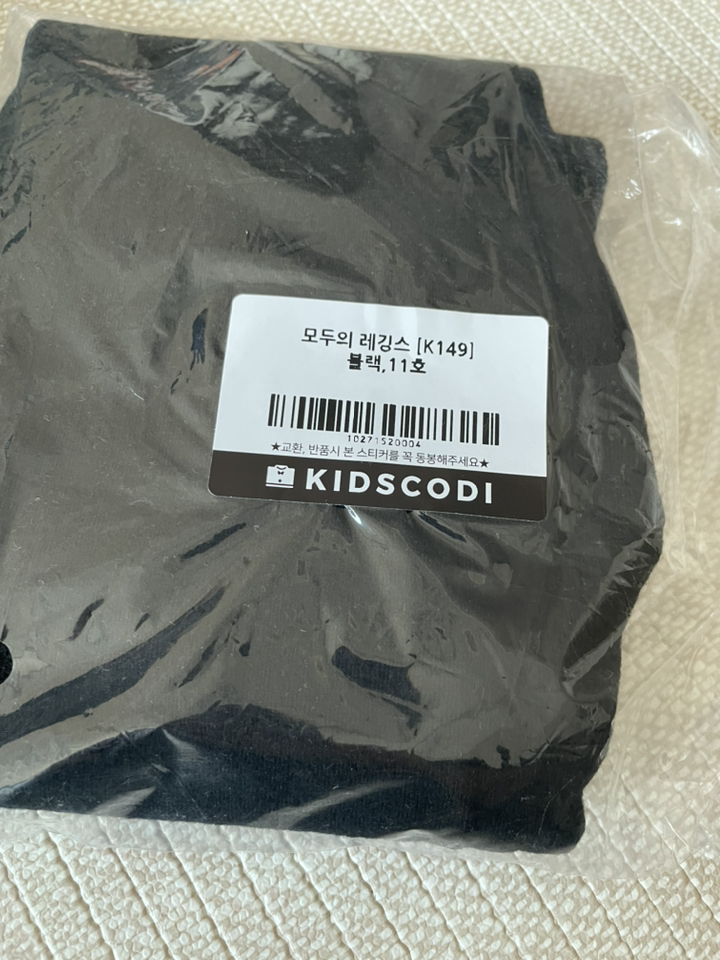 모두의 레깅스 [K149]
블랙,11호
10271520004
★교환, 반품시 본 스티커를 꼭 동봉해주세요★
KIDSCODI